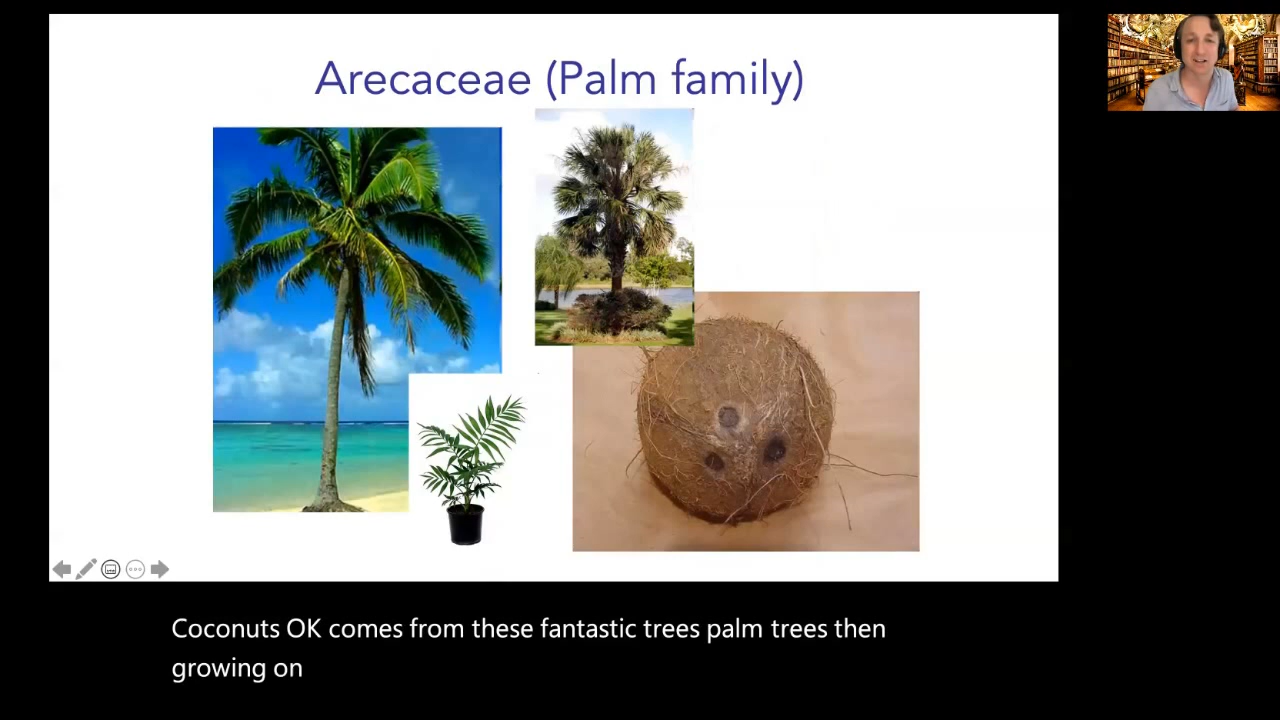 Arecaceae (Palm family)
Coconuts OK comes from these fantastic trees palm trees then
growing on